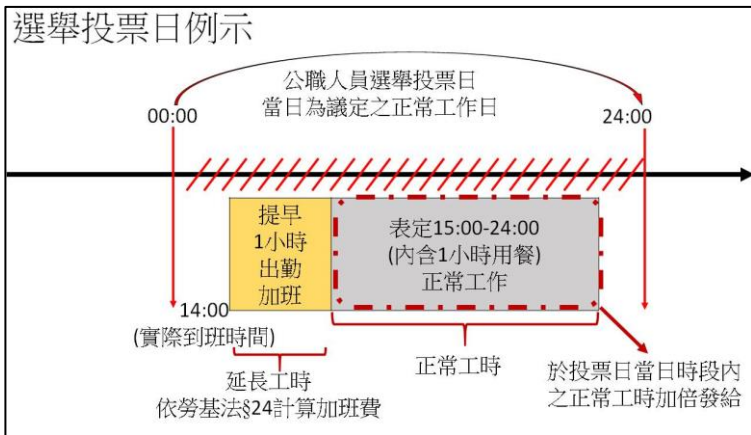 選舉投票日例示
公職人員選舉投票日
當日為議定之正常工作日
00:00
24:00
提早
1小時
出勤
加班
表定15:00-24:00
(內含1小時用餐)
正常工作
14:00
(實際到班時間)
延長工時
依勞基法§24計算加班費
正常工時
於投票日當日時段內
之正常工時加倍發給